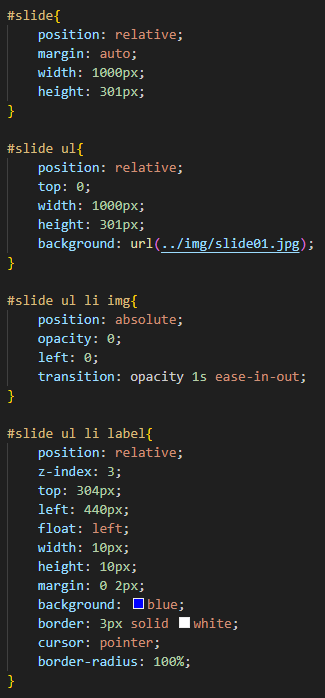 #slide{
    position: relative;
    margin: auto;
    width: 1000px;
    height: 301px;
}

#slide ul{
    position: relative;
    top: 0;
    width: 1000px;
    height: 301px;
    background: url(../img/slide01.jpg);
}

#slide ul li img{
    position: absolute;
    opacity: 0;
    left: 0;
    transition: opacity 1s ease-in-out;
}

#slide ul li label{
    position: relative;
    z-index: 3;
    top: 304px;
    left: 440px;
    float: left;
    width: 10px;
    height: 10px;
    margin: 0 2px;
    background: blue;
    border: 3px solid white;
    cursor: pointer;
    border-radius: 100%;
}